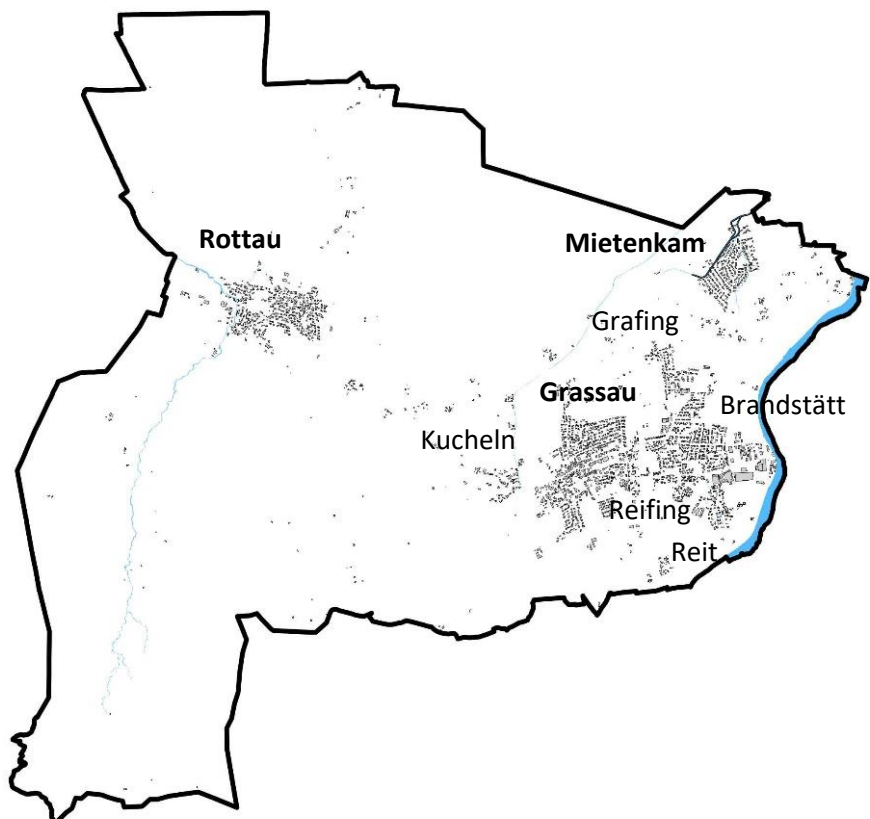 Rottau
Mietenkam
Grafing
Grassau
Brandstätt
Kucheln
Reifing
Reit